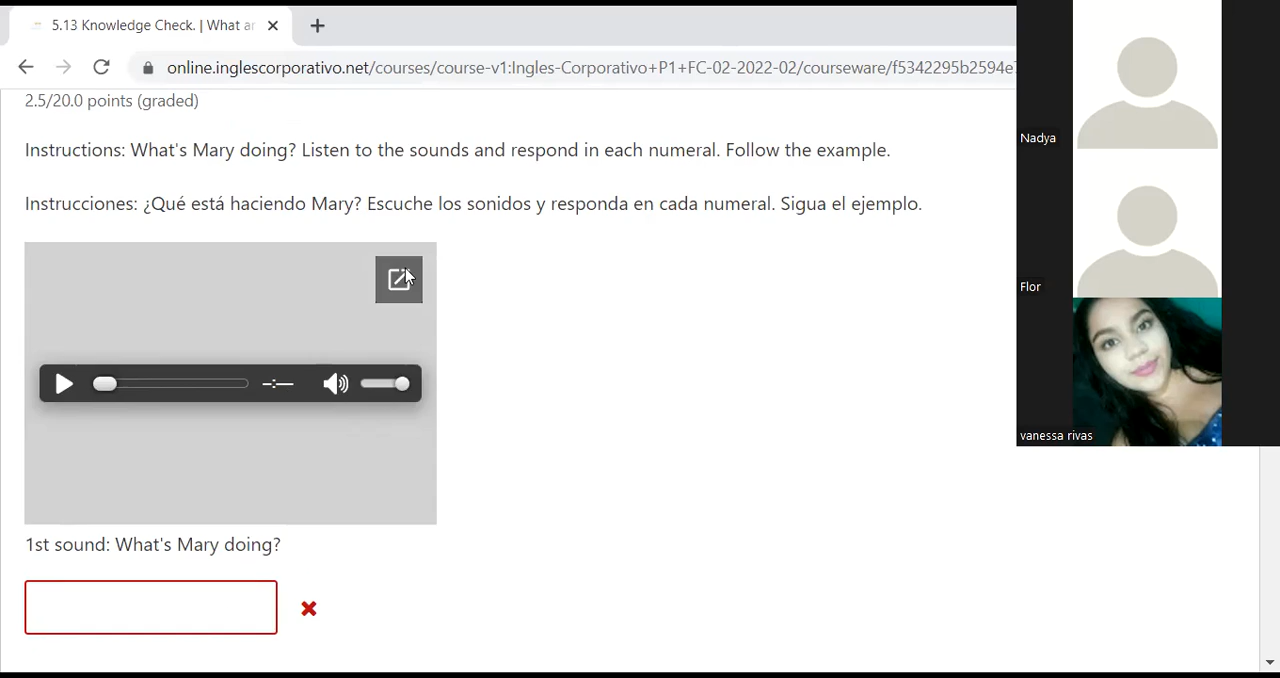 5.13 Knowledge Check. | What ar
online.inglescorporativo.net/courses/course-v1:Ingles-Corporativo+P1+FC-02-2022-02/courseware/f5342295b2594e
2.5/20.0 points (graded)
Instructions: What's Mary doing? Listen to the sounds and respond in each numeral. Follow the example.
Instrucciones: ¿Qué está haciendo Mary? Escuche los sonidos y responda en cada numeral. Siga el ejemplo.
-:--
1st sound: What's Mary doing?
Nadya
Flor
vanessa rivas